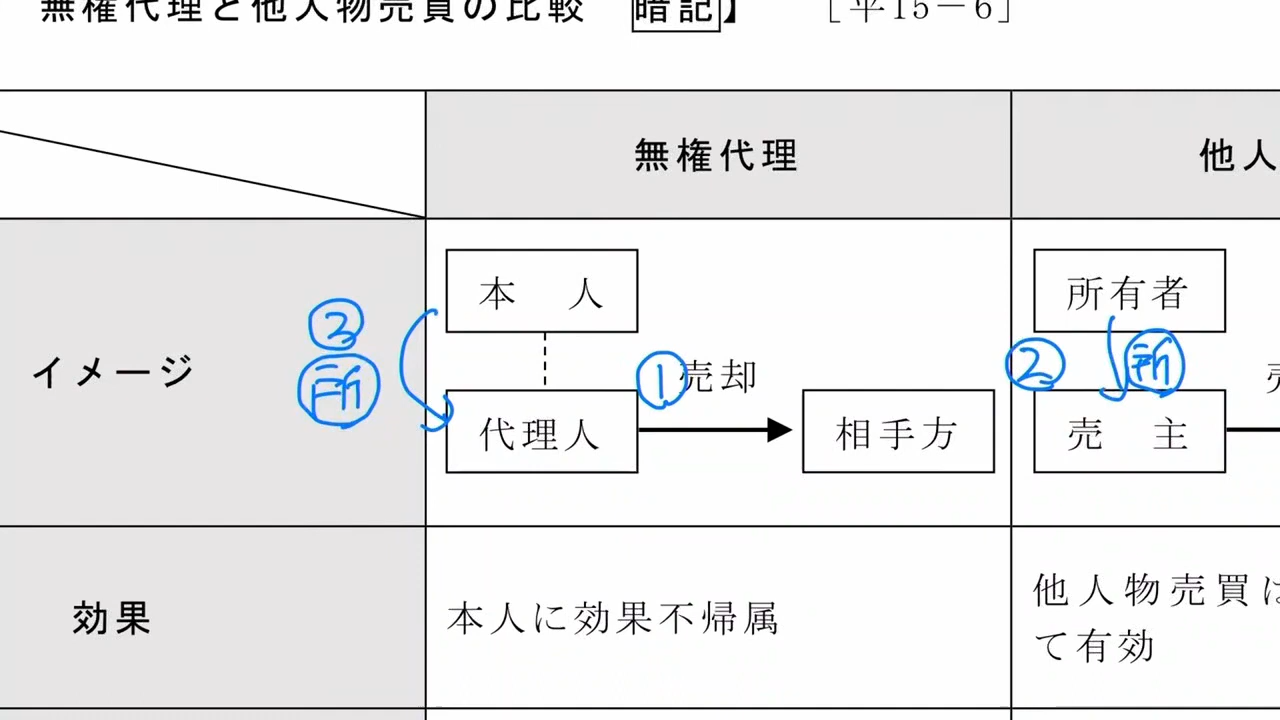 無権代理と他人物売買の比較 暗記】 ［平15－6］
無権代理
他人
イメージ
本 人
代理人
①売却
相手方
②
所
所有者
②
所
売 主
効果
本人に効果不帰属
他人物売買は
て有効